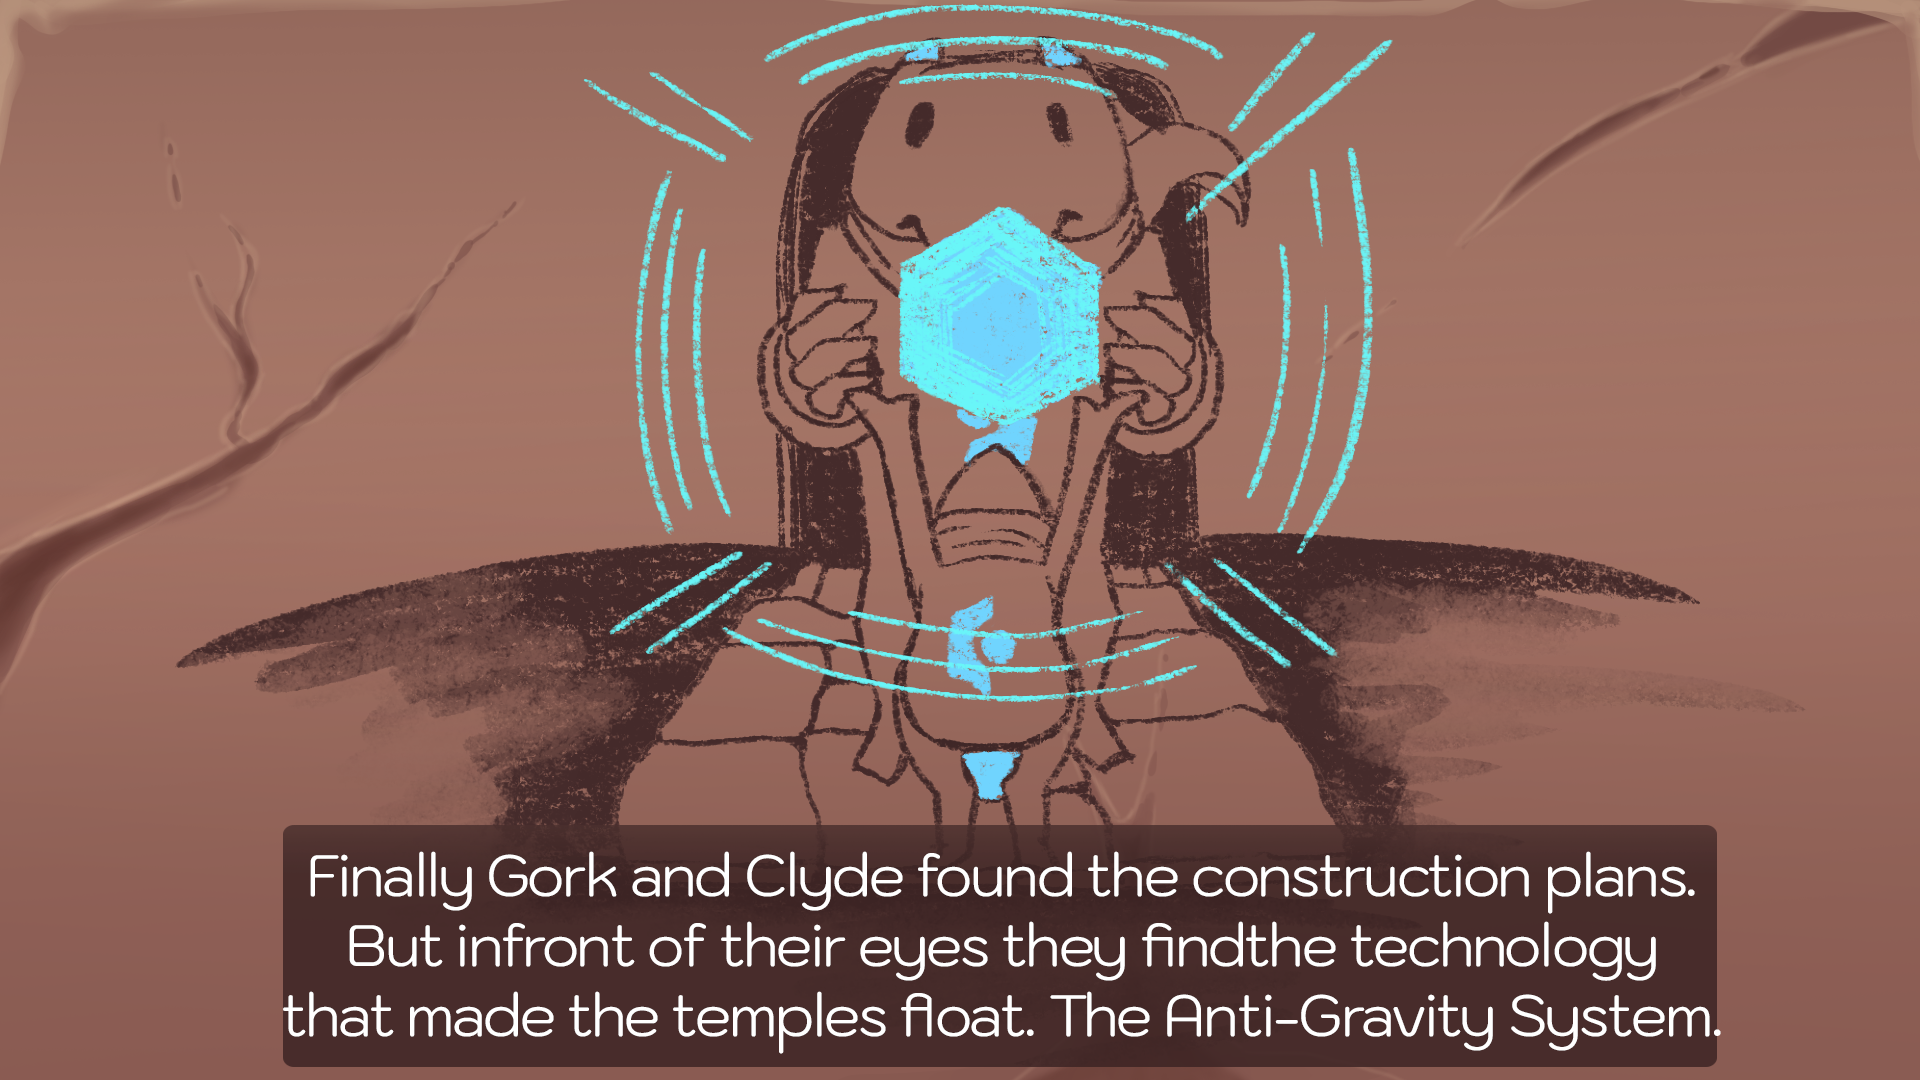 Finally Gork and Clyde found the construction plans.
But infront of their eyes they findthe technology
that made the temples float. The Anti-Gravity System.